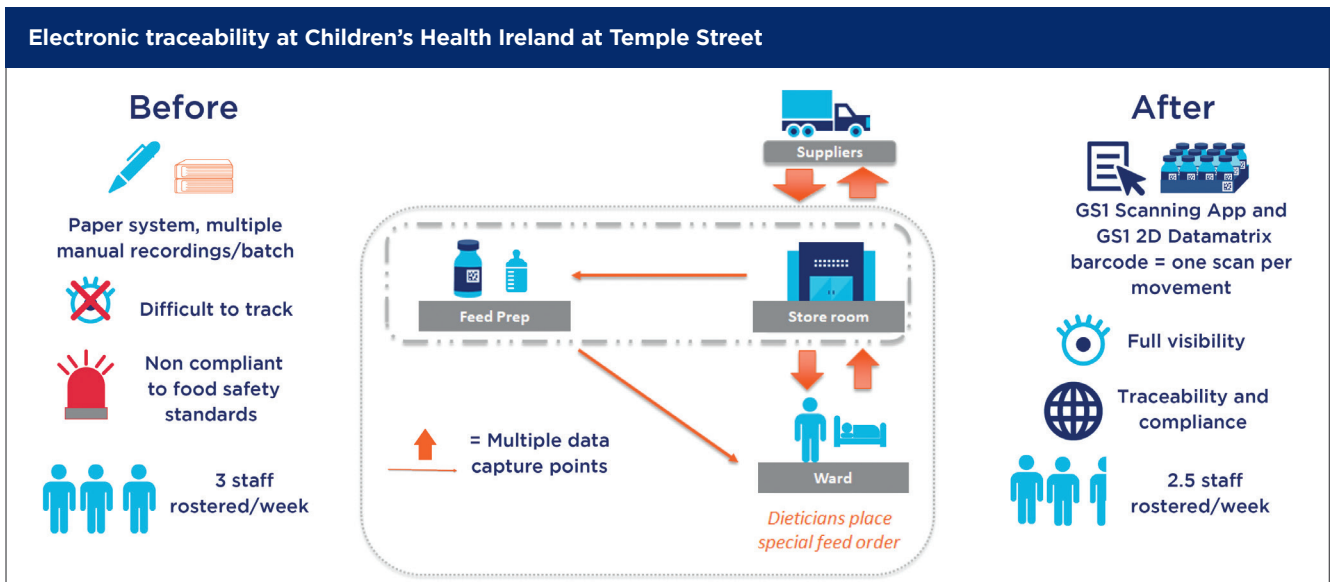 Electronic traceability at Children's Health Ireland at Temple Street
Before
Paper system, multiple
manual recordings/batch
Difficult to track
Non compliant
to food safety
standards
3 staff
rostered/week
Suppliers
Feed Prep
Store room
= Multiple data
capture points
Ward
Dieticians place
special feed order
After
GS1 Scanning App and
GS1 2D Datamatrix
barcode = one scan per
movement
Full visibility
Traceability and
compliance
2.5 staff
rostered/week